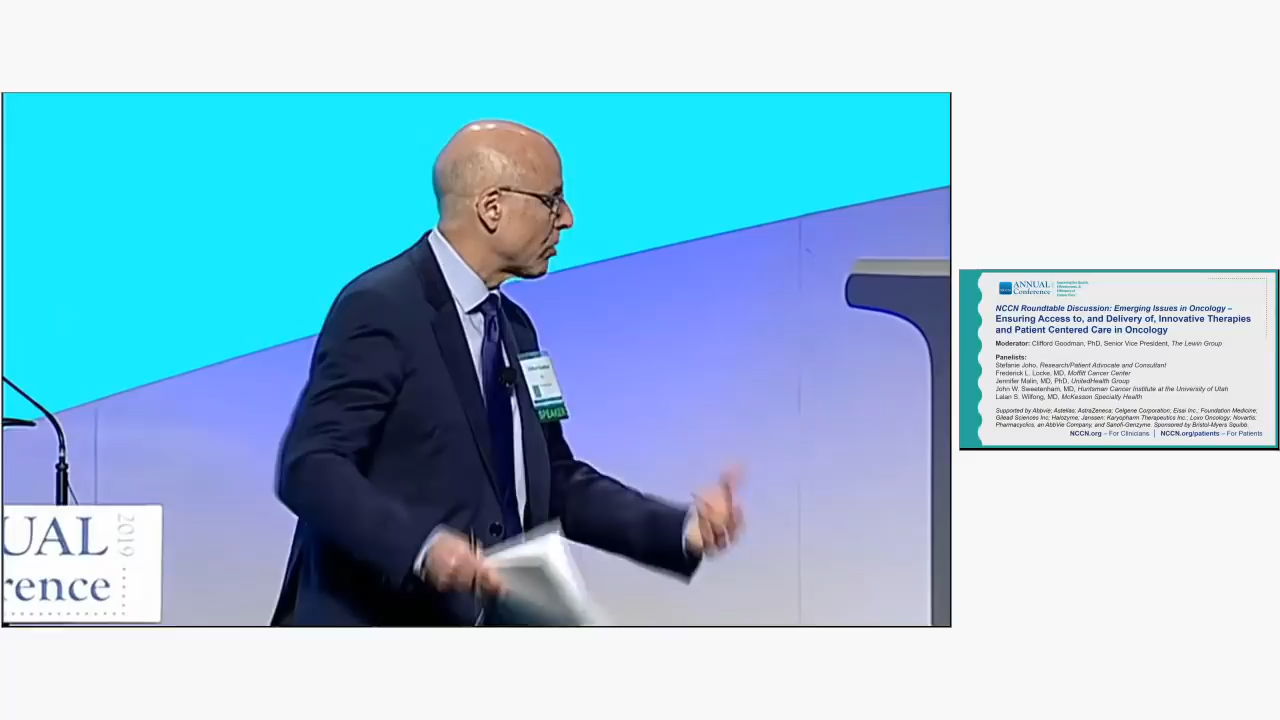 UAL
2019
rence
SPEAKER
ANNUAL
Conference
NCCN Roundtable Discussion: Emerging Issues in Oncology –
Ensuring Access to, and Delivery of, Innovative Therapies
and Patient Centered Care in Oncology
Moderator: Clifford Goodman, PhD, Senior Vice President, The Lewin Group
Panelists:
Stefanie Joho, Research/Patient Advocate and Consultant
Frederick L. Locke, MD, Moffitt Cancer Center
Jennifer Malin, MD, PhD, UnitedHealth Group
John W. Sweetenham, MD, Huntsman Cancer Institute at the University of Utah
Lalan S. Wilfong, MD, McKesson Specialty Health
Supported by Abbvie; Astellas; AstraZeneca; Celgene Corporation; Eisai Inc.; Foundation Medicine;
Gilead Sciences Inc; Halozyme; Janssen; Karyopharm Therapeutics Inc.; Loxo Oncology; Novartis;
Pharmacyclics, an AbbVie Company, and Sanofi-Genzyme. Sponsored by Bristol-Myers Squibb.
NCCN.org – For Clinicians | NCCN.org/patients – For Patients